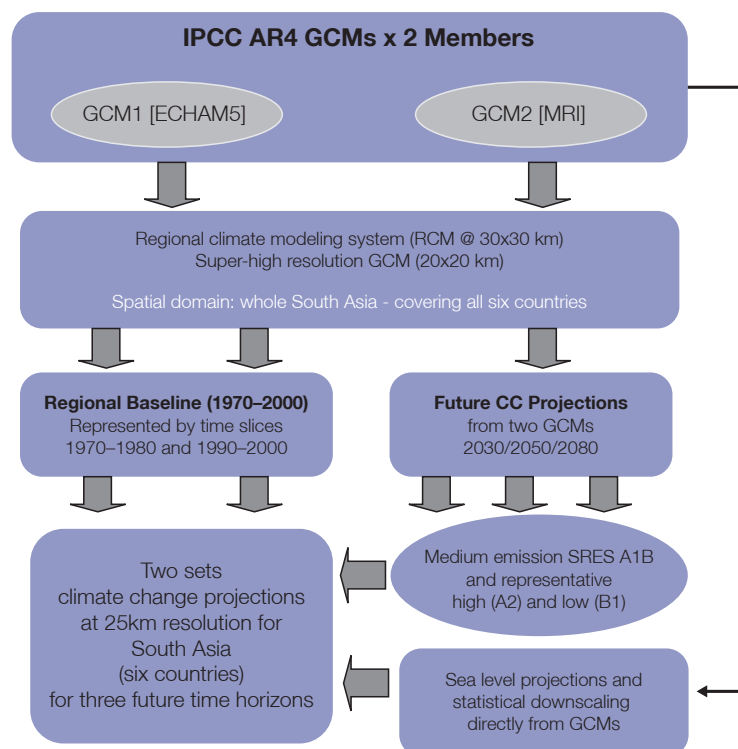 IPCC AR4 GCMs x 2 Members
GCM1 [ECHAM5]
GCM2 [MRI]
Regional climate modeling system (RCM @ 30x30 km)
Super-high resolution GCM (20x20 km)
Spatial domain: whole South Asia - covering all six countries
Regional Baseline (1970–2000)
Represented by time slices
1970–1980 and 1990–2000
Future CC Projections
from two GCMs
2030/2050/2080
Medium emission SRES A1B
and representative
high (A2) and low (B1)
Two sets
climate change projections
at 25km resolution for
South Asia
(six countries)
for three future time horizons
Sea level projections and
statistical downscaling
directly from GCMs